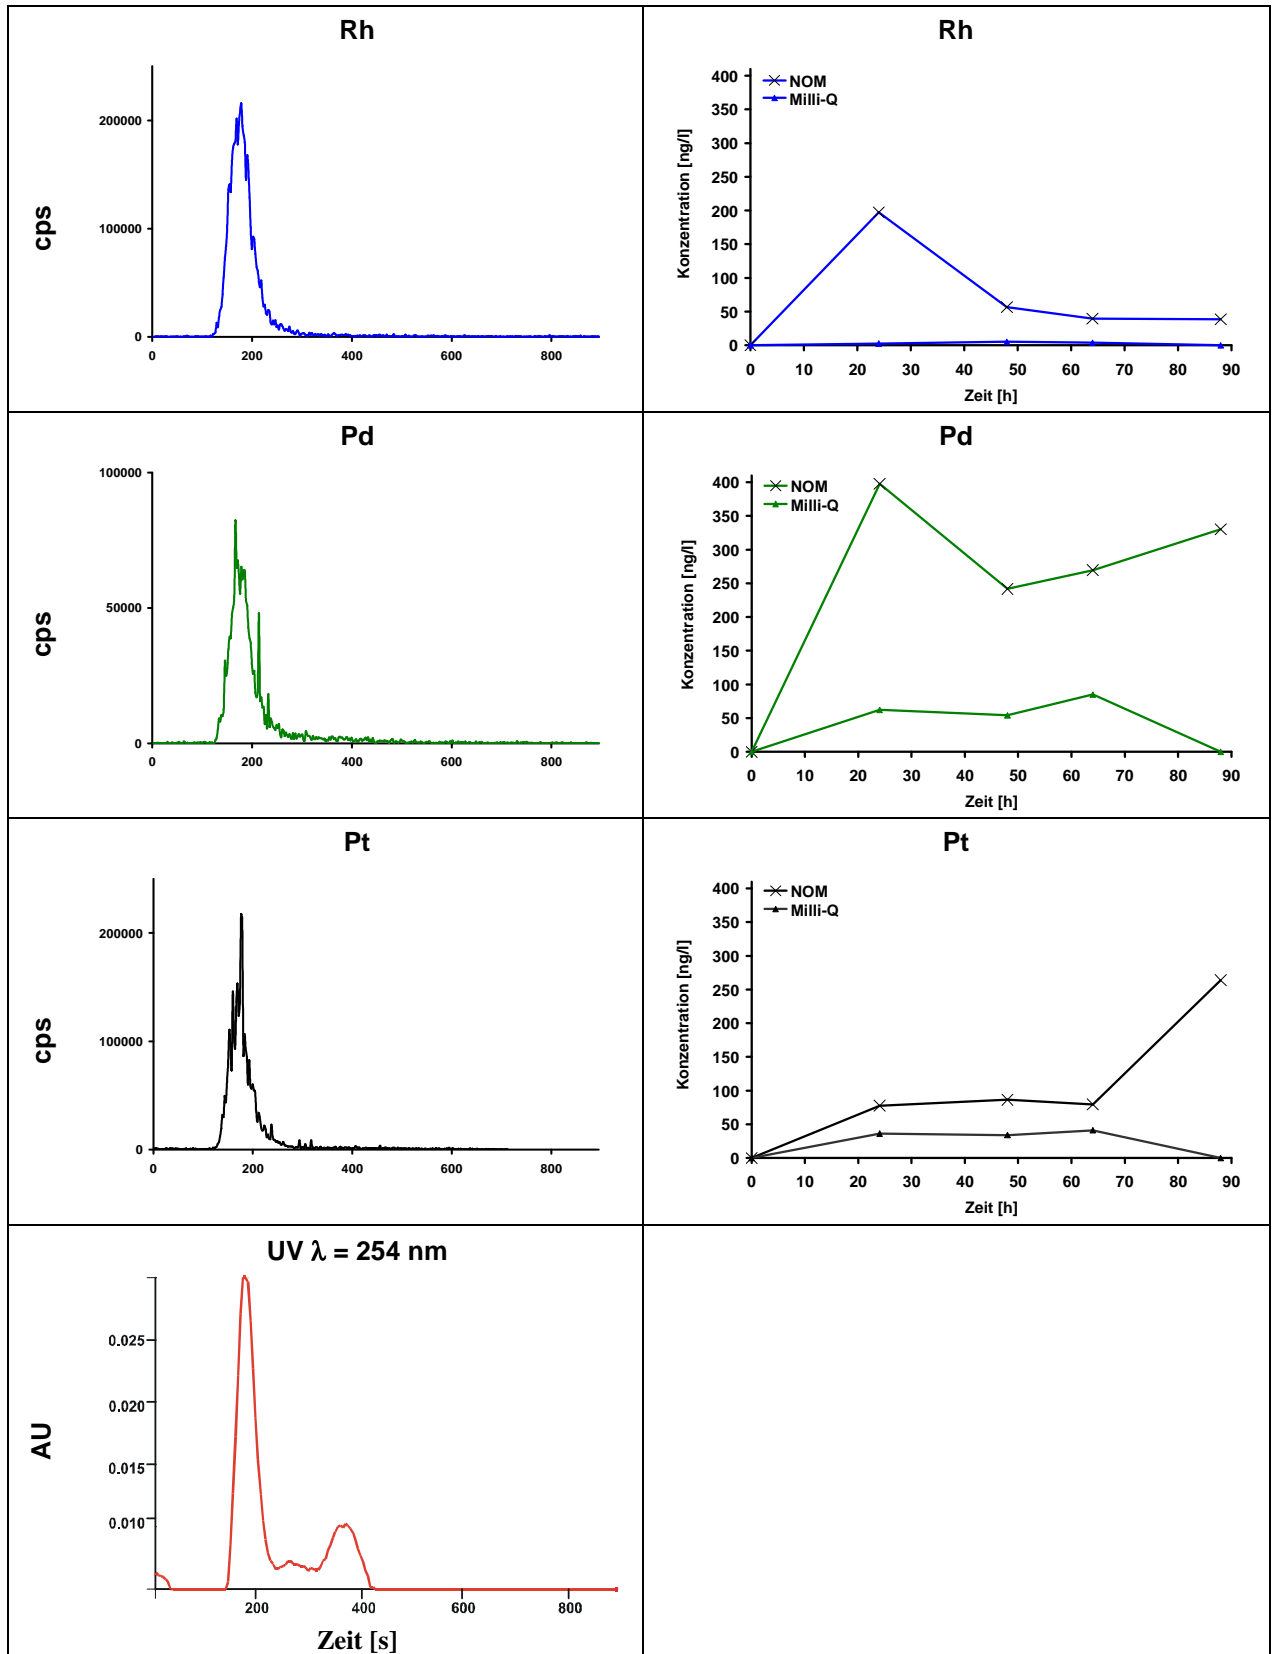 Rh
cps
200000
100000
0
0 200 400 600 800
Rh
NOM
Milli-Q
Konzentration [ng/l]
400
350
300
250
200
150
100
50
0
0 10 20 30 40 50 60 70 80 90
Zeit [h]
Pd
cps
100000
50000
0
0 200 400 600 800
Pd
NOM
Milli-Q
Konzentration [ng/l]
400
350
300
250
200
150
100
50
0
0 10 20 30 40 50 60 70 80 90
Zeit [h]
Pt
cps
200000
100000
0
0 200 400 600 800
Pt
NOM
Milli-Q
Konzentration [ng/l]
400
350
300
250
200
150
100
50
0
0 10 20 30 40 50 60 70 80 90
Zeit [h]
UV λ = 254 nm
AU
0.025
0.020
0.015
0.010
200 400 600 800
Zeit [s]